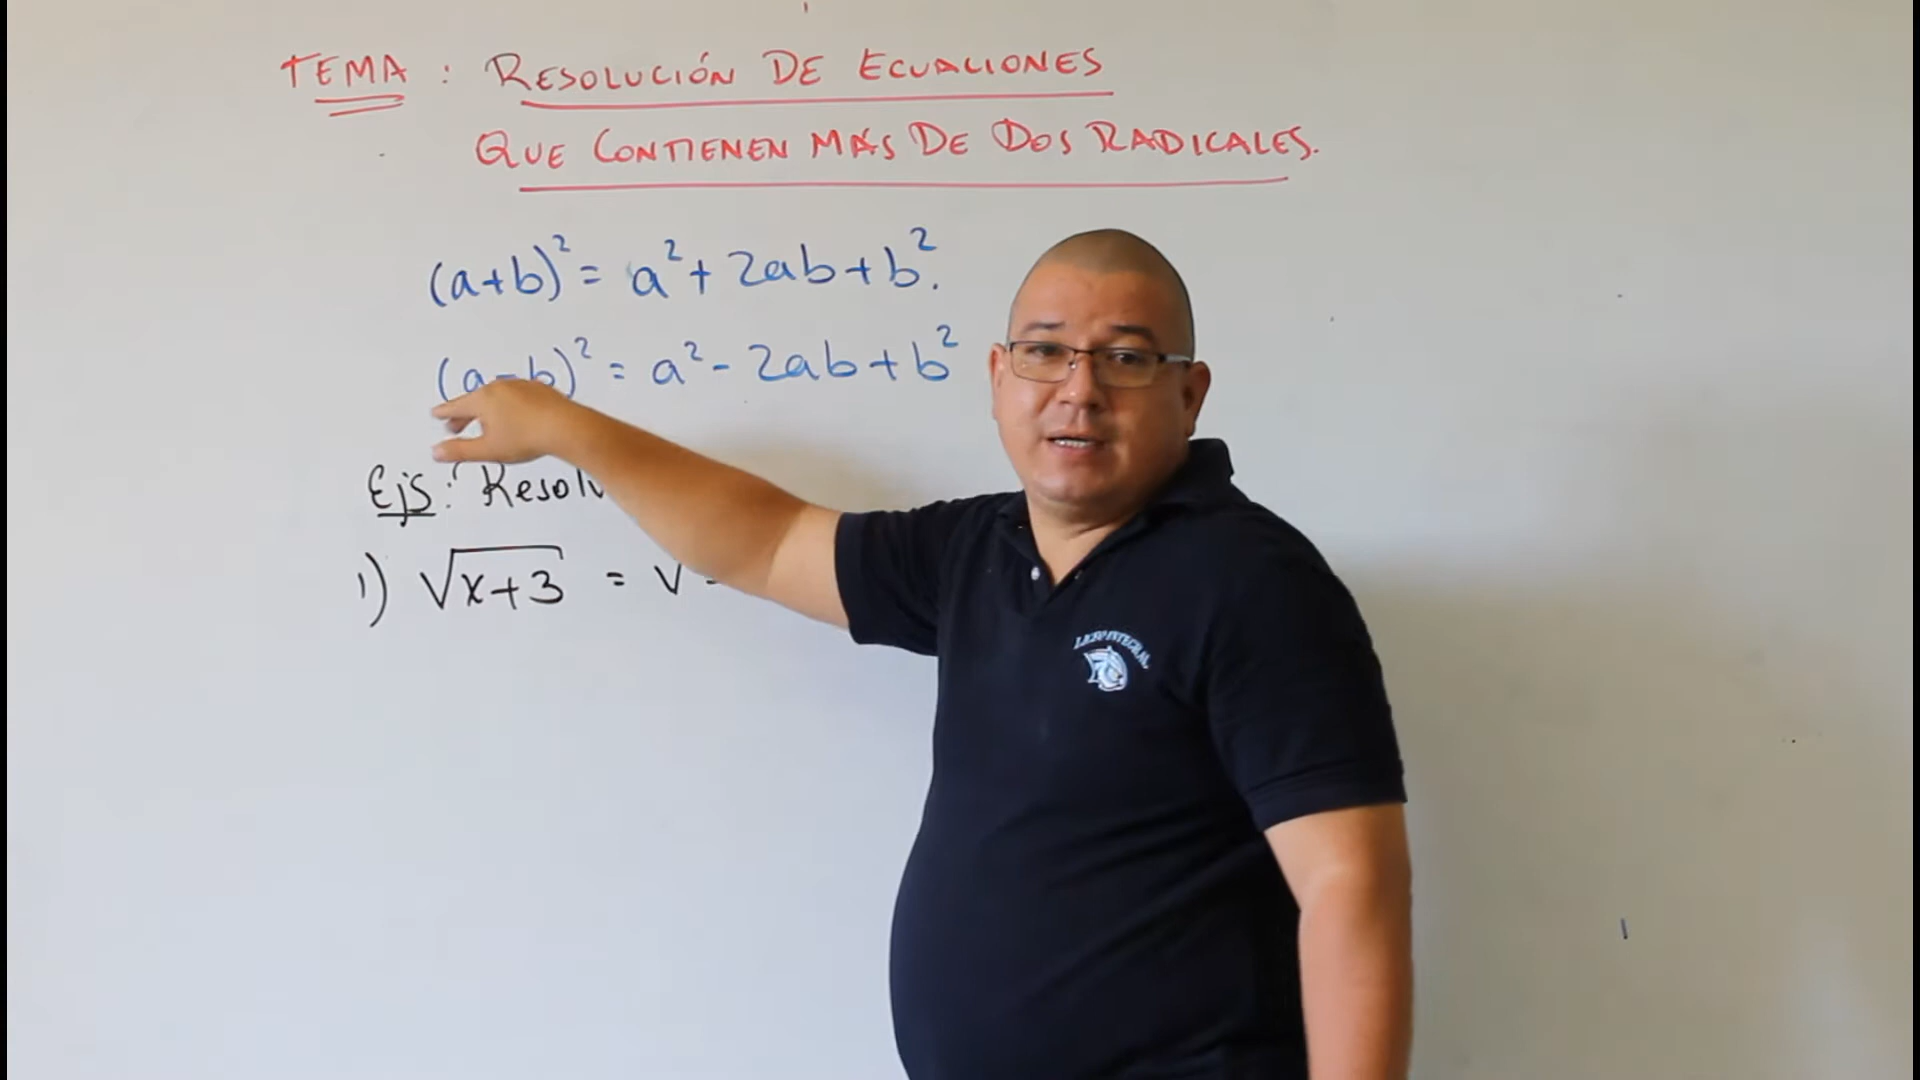 TEMA : RESOLUCIÓN DE ECUACIONES
QUE CONTIENEN MÁS DE DOS RADICALES.
(a+b)² = a² + 2ab + b².
(a-b)² = a² - 2ab + b²
Ejs: Resolv
1) √x+3 = √